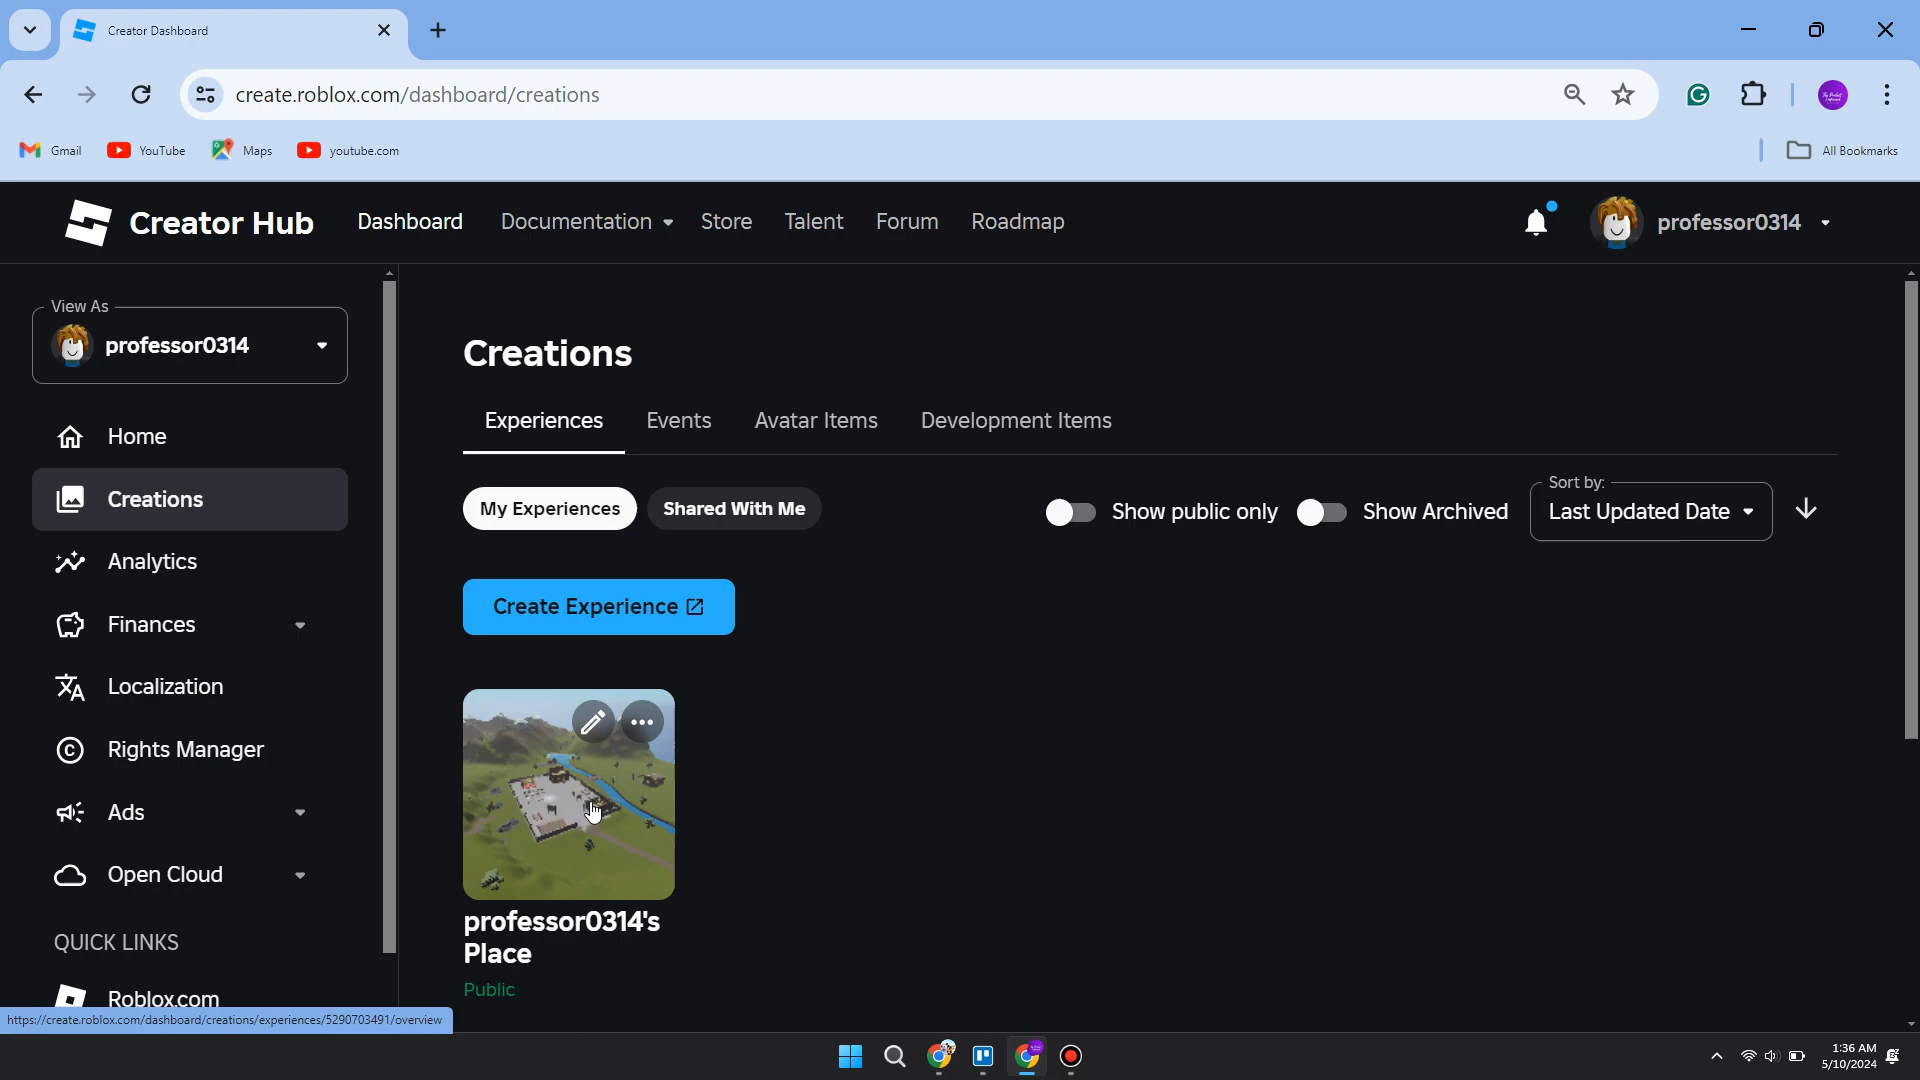 Creator Dashboard
create.roblox.com/dashboard/creations
Gmail
YouTube
Maps
youtube.com
All Bookmarks
Creator Hub
Dashboard
Documentation
Store
Talent
Forum
Roadmap
professor0314
View As
professor0314
Home
Creations
Analytics
Finances
Localization
Rights Manager
Ads
Open Cloud
QUICK LINKS
Roblox.com
Creations
Experiences
Events
Avatar Items
Development Items
My Experiences
Shared With Me
Show public only
Show Archived
Sort by:
Last Updated Date
Create Experience
professor0314's
Place
Public
https://create.roblox.com/dashboard/creations/experiences/5290703491/overview
1:36 AM
5/10/2024